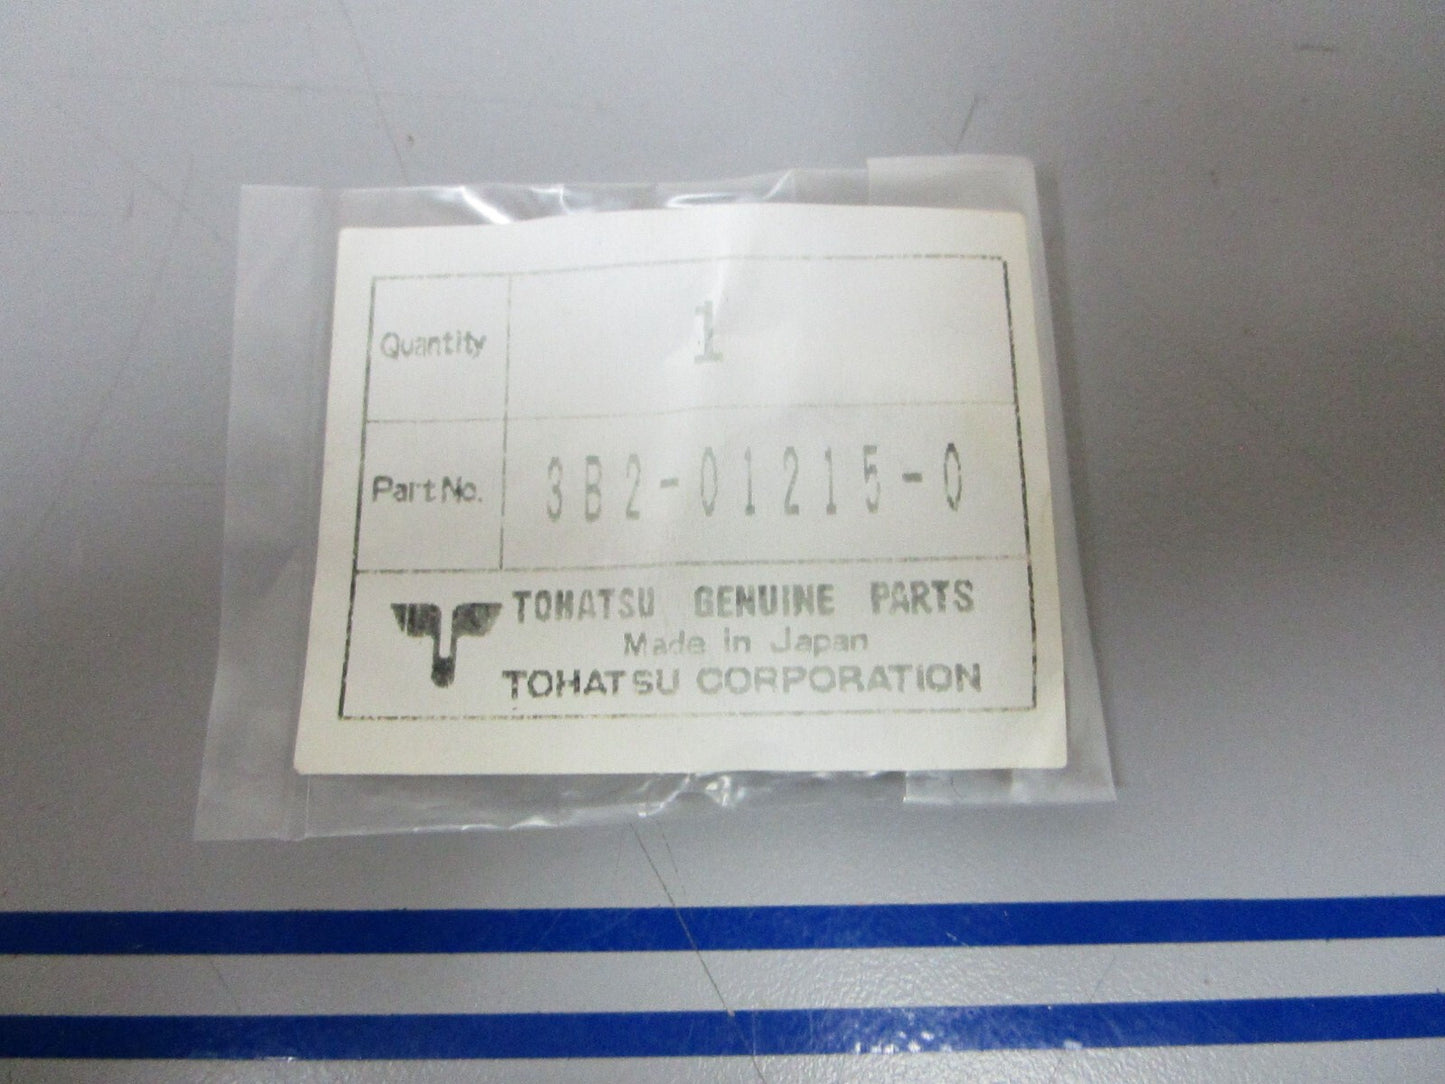 Quantity 1
Part No. 3B2-01215-0
TOHATSU GENUINE PARTS
Made in Japan
TOHATSU CORPORATION